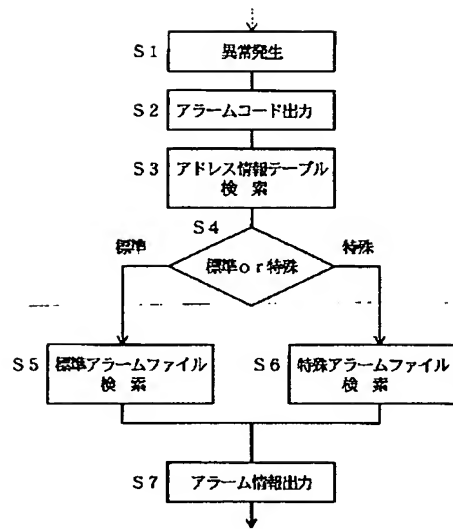 S1 異常発生
S2 アラームコード出力
S3 アドレス情報テーブル
検 索
S4
標準 特殊
標準or特殊
S5 標準アラームファイル
検 索
S6 特殊アラームファイル
検 索
S7 アラーム情報出力